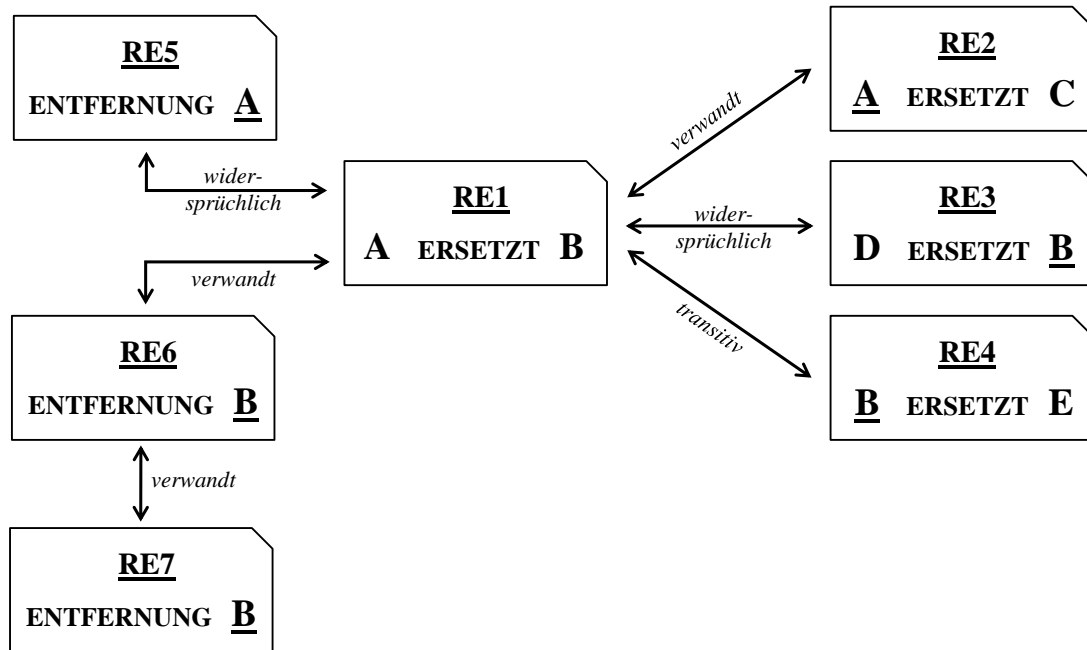 RE5
ENTFERNUNG A
wider-
sprüchlich
verwandt
RE6
ENTFERNUNG B
verwandt
RE7
ENTFERNUNG B
RE1
A ERSETZT B
verwandt
wider-
sprüchlich
transitiv
RE2
A ERSETZT C
RE3
D ERSETZT B
RE4
B ERSETZT E